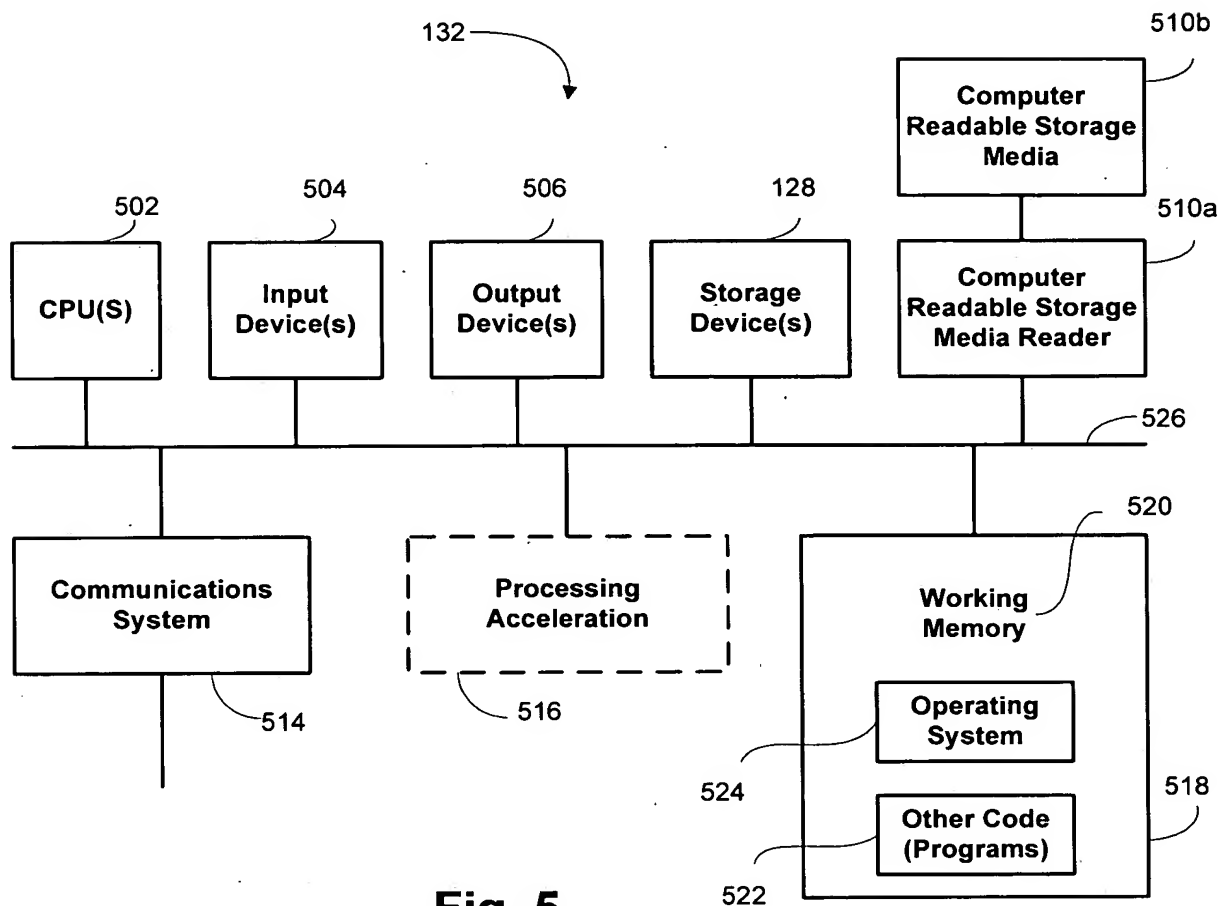 132
510b
Computer
Readable Storage
Media
502
504
506
128
510a
CPU(S)
Input
Device(s)
Output
Device(s)
Storage
Device(s)
Computer
Readable Storage
Media Reader
526
520
Communications
System
Processing
Acceleration
Working
Memory
514
516
Operating
System
524
518
Other Code
(Programs)
522
Fig. 5